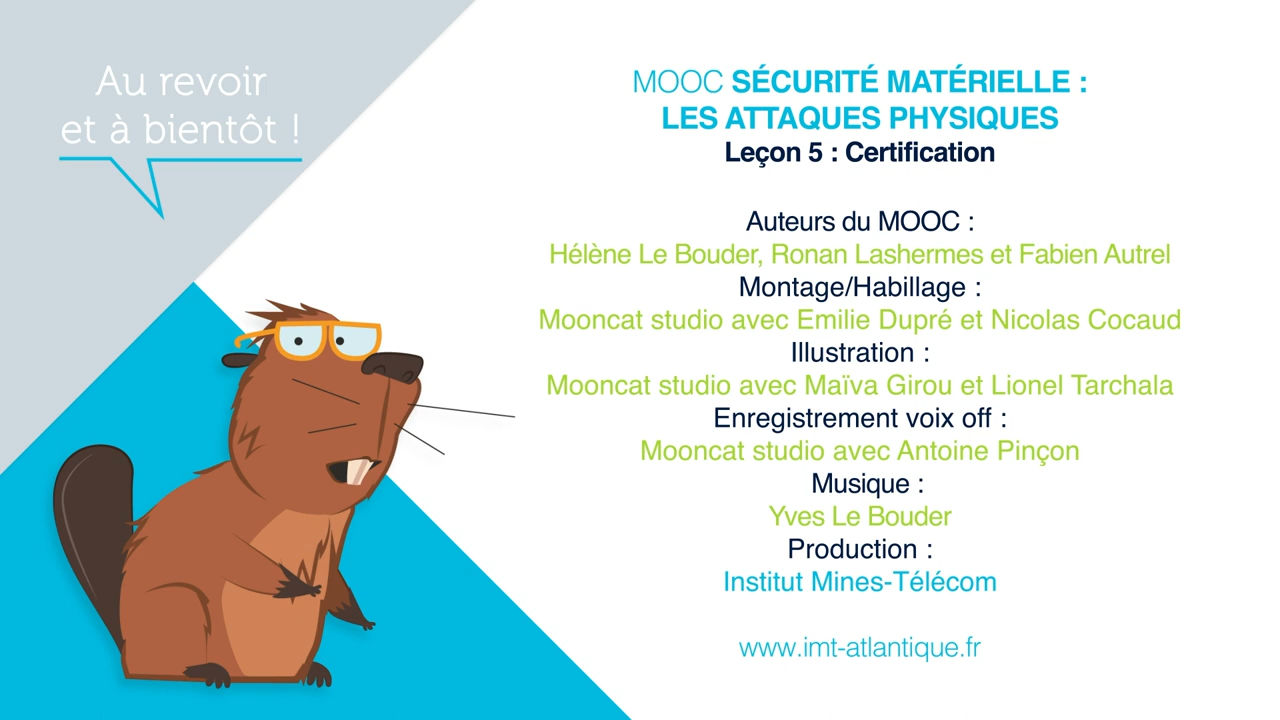 Au revoir
et à bientôt !
MOOC SÉCURITÉ MATÉRIELLE :
LES ATTAQUES PHYSIQUES
Leçon 5 : Certification
Auteurs du MOOC :
Hélène Le Bouder, Ronan Lashermes et Fabien Autrel
Montage/Habillage :
Mooncat studio avec Emilie Dupré et Nicolas Cocaud
Illustration :
Mooncat studio avec Maïva Girou et Lionel Tarchala
Enregistrement voix off :
Mooncat studio avec Antoine Pinçon
Musique :
Yves Le Bouder
Production :
Institut Mines-Télécom
www.imt-atlantique.fr